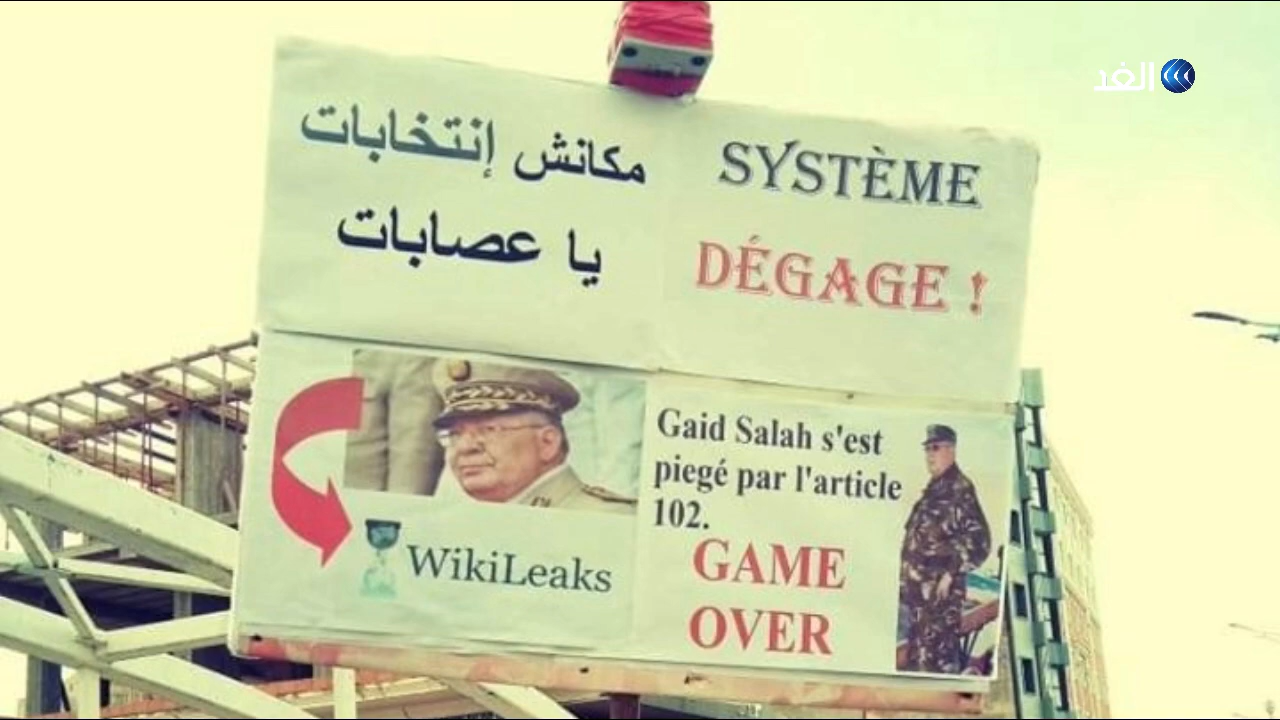 الغد
مكانش إنتخابات
يا عصابات
SYSTÈME
DÉGAGE !
WikiLeaks
Gaid Salah s'est
piegé par l'article
102.
GAME
OVER